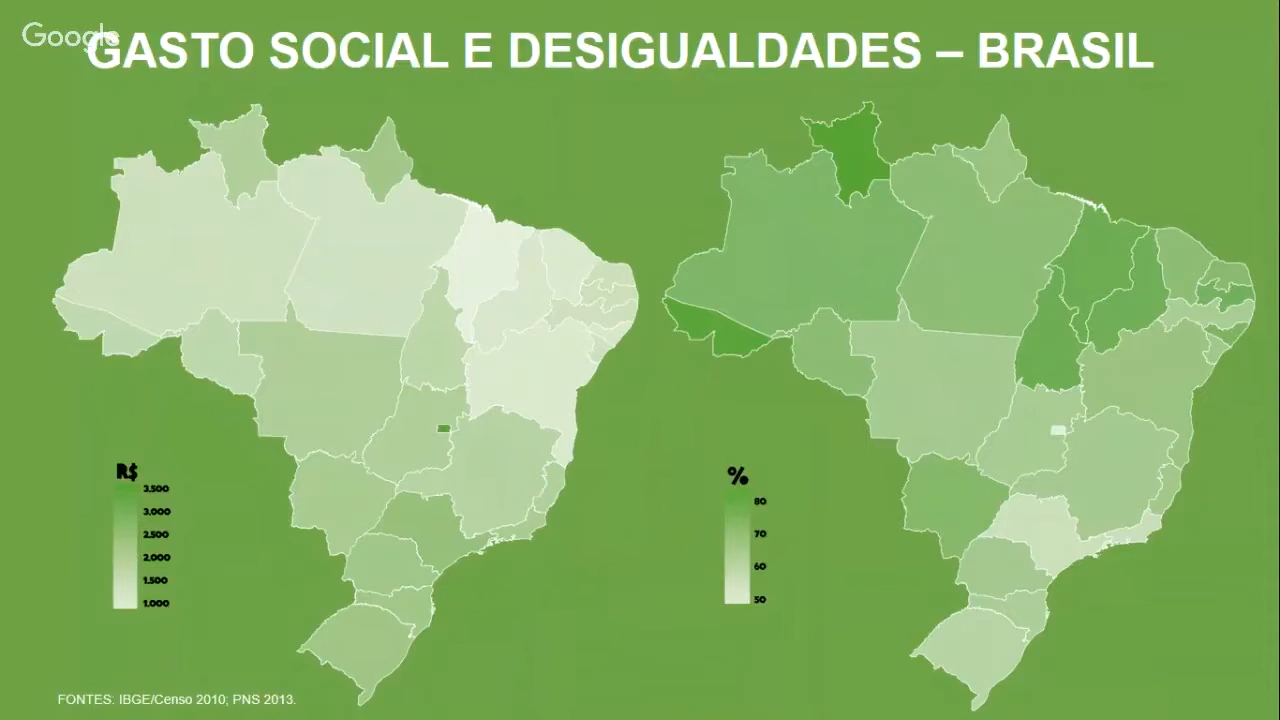 Google
GASTO SOCIAL E DESIGUALDADES – BRASIL
R$
3,500
3,000
2,500
2,000
1,500
1,000
%
80
70
60
50
FONTES: IBGE/Censo 2010; PNS 2013.